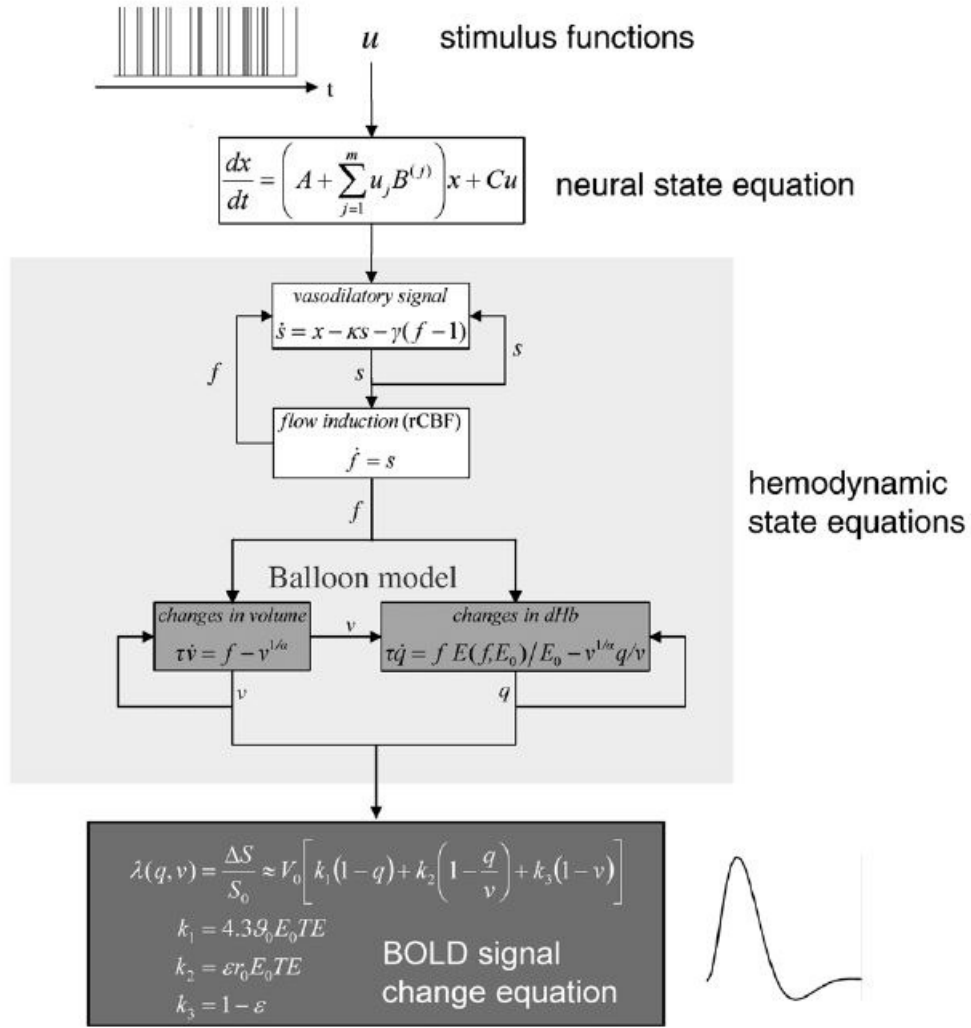 t
u stimulus functions
dx/dt = (A + ∑_{j=1}^{m} u_j B^{(j)}) x + Cu
neural state equation
vasodilatory signal
ṡ = x − κs − γ(f − 1)
f
s
s
flow induction (rCBF)
ḟ = s
hemodynamic
state equations
f
Balloon model
changes in volume
τv̇ = f − v^{1/α}
v
changes in dHb
τq̇ = f E(f,E₀)/E₀ − v^{1/α} q/v
v
q
λ(q,v) = ΔS/S₀ ≈ V₀[k₁(1 − q) + k₂(1 − q/v) + k₃(1 − v)]
k₁ = 4.3ϑ₀E₀TE
k₂ = εr₀E₀TE
k₃ = 1 − ε
BOLD signal
change equation